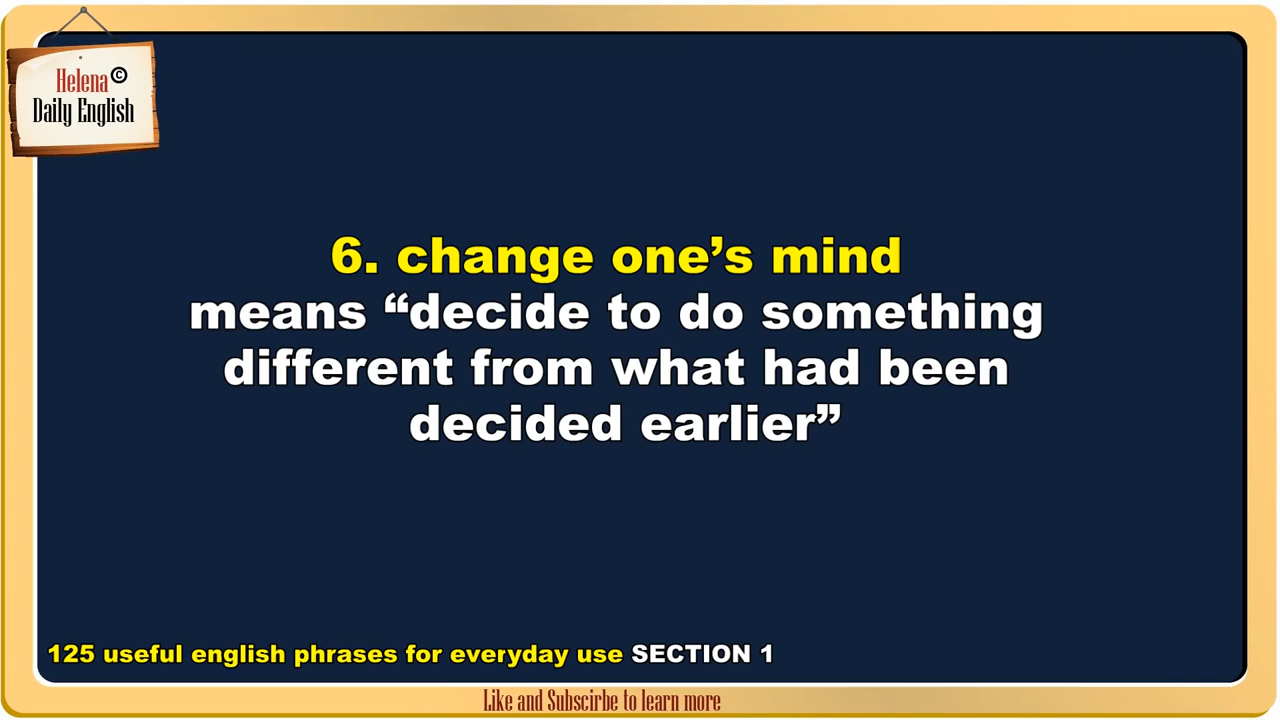 Helena ©
Daily English
6. change one’s mind
means “decide to do something
different from what had been
decided earlier”
125 useful english phrases for everyday use SECTION 1
Like and Subscirbe to learn more